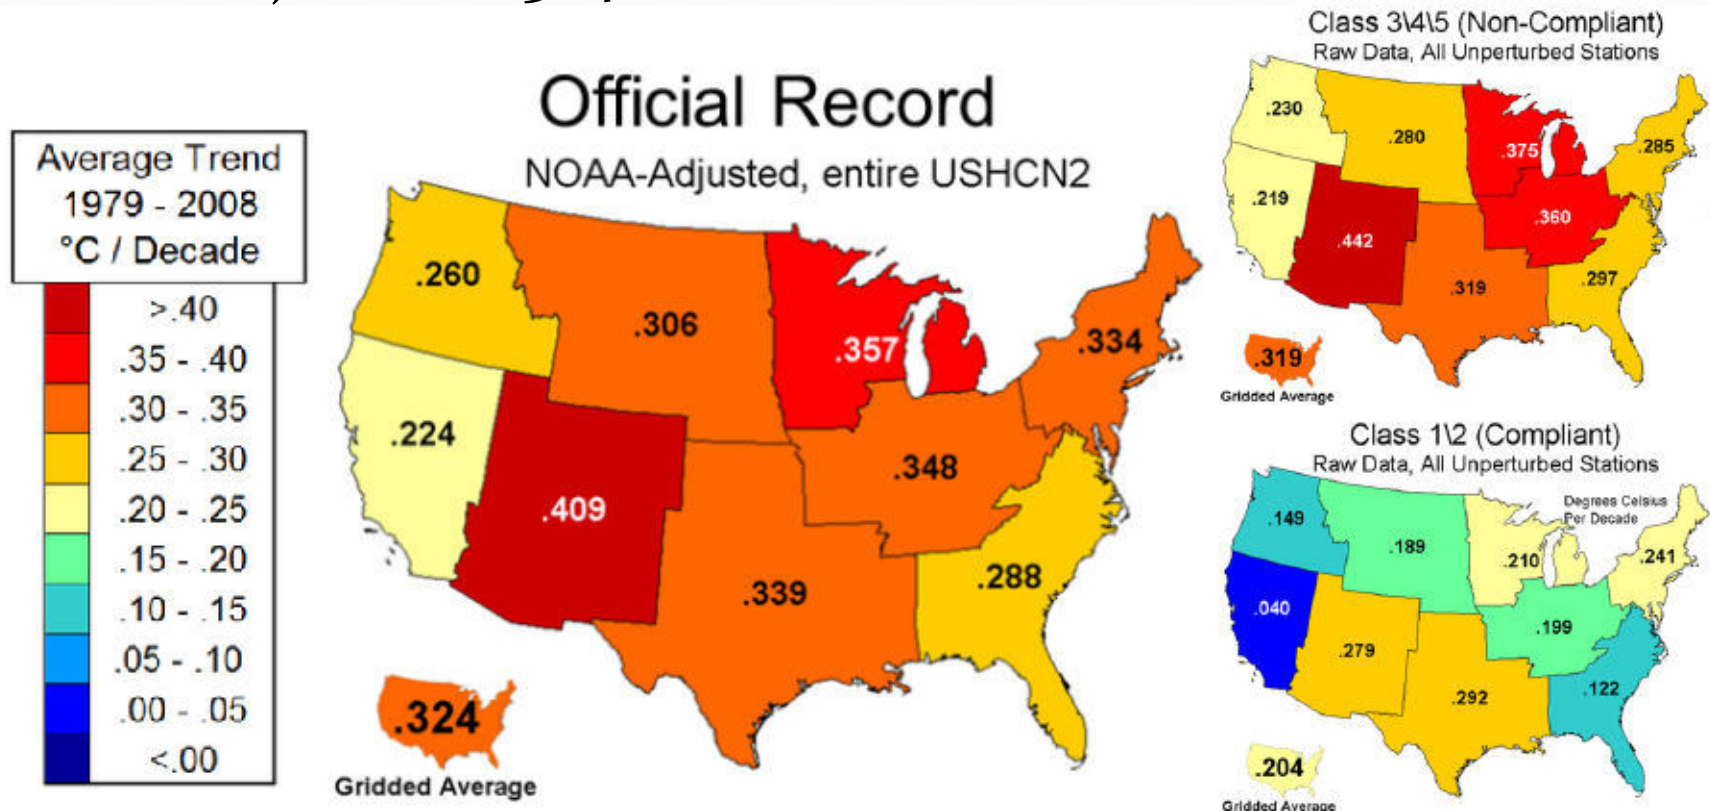 Official Record
NOAA-Adjusted, entire USHCN2
Average Trend
1979 - 2008
°C / Decade
>.40
.35 - .40
.30 - .35
.25 - .30
.20 - .25
.15 - .20
.10 - .15
.05 - .10
.00 - .05
<.00
.260
.306
.357
.334
.224
.409
.348
.339
.288
.324
Gridded Average
Class 3\4\5 (Non-Compliant)
Raw Data, All Unperturbed Stations
.230
.280
.375
.285
.219
.442
.360
.319
.297
.319
Gridded Average
Class 1\2 (Compliant)
Raw Data, All Unperturbed Stations
Degrees Celsius
Per Decade
.149
.189
.210
.241
.040
.279
.199
.292
.122
.204
Gridded Average